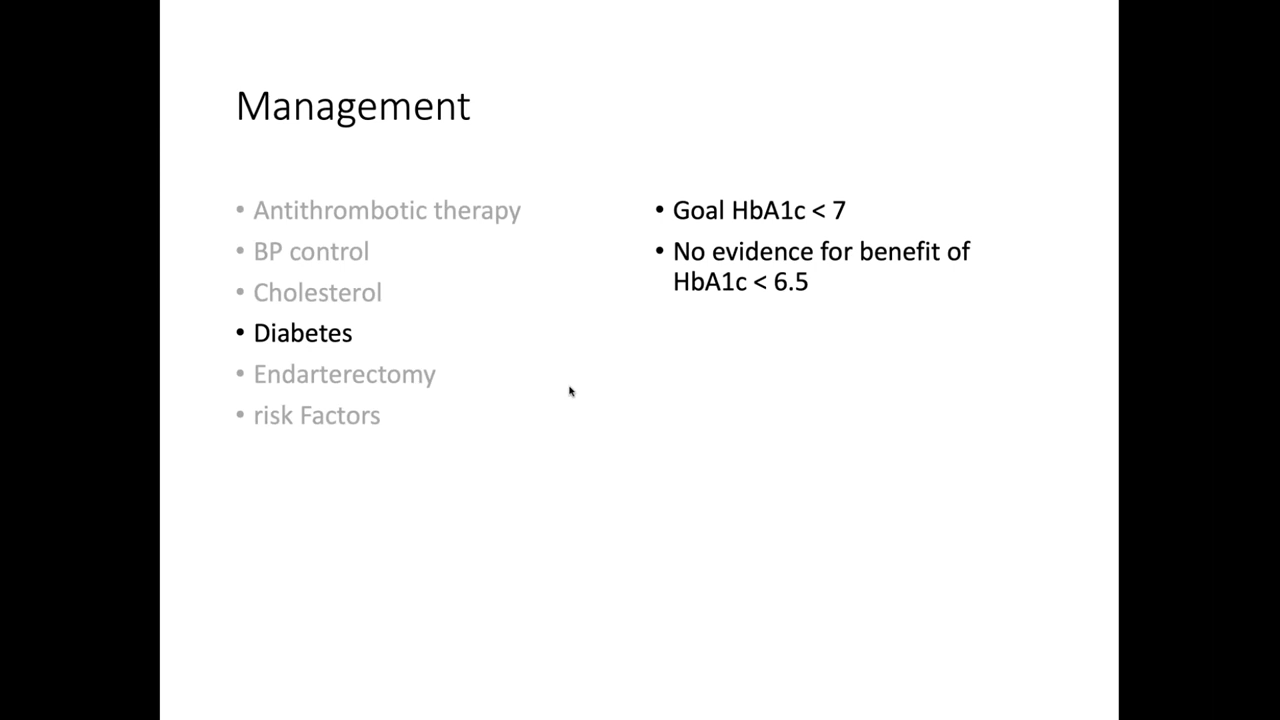 Management
• Antithrombotic therapy
• BP control
• Cholesterol
• Diabetes
• Endarterectomy
• risk Factors
• Goal HbA1c < 7
• No evidence for benefit of
HbA1c < 6.5